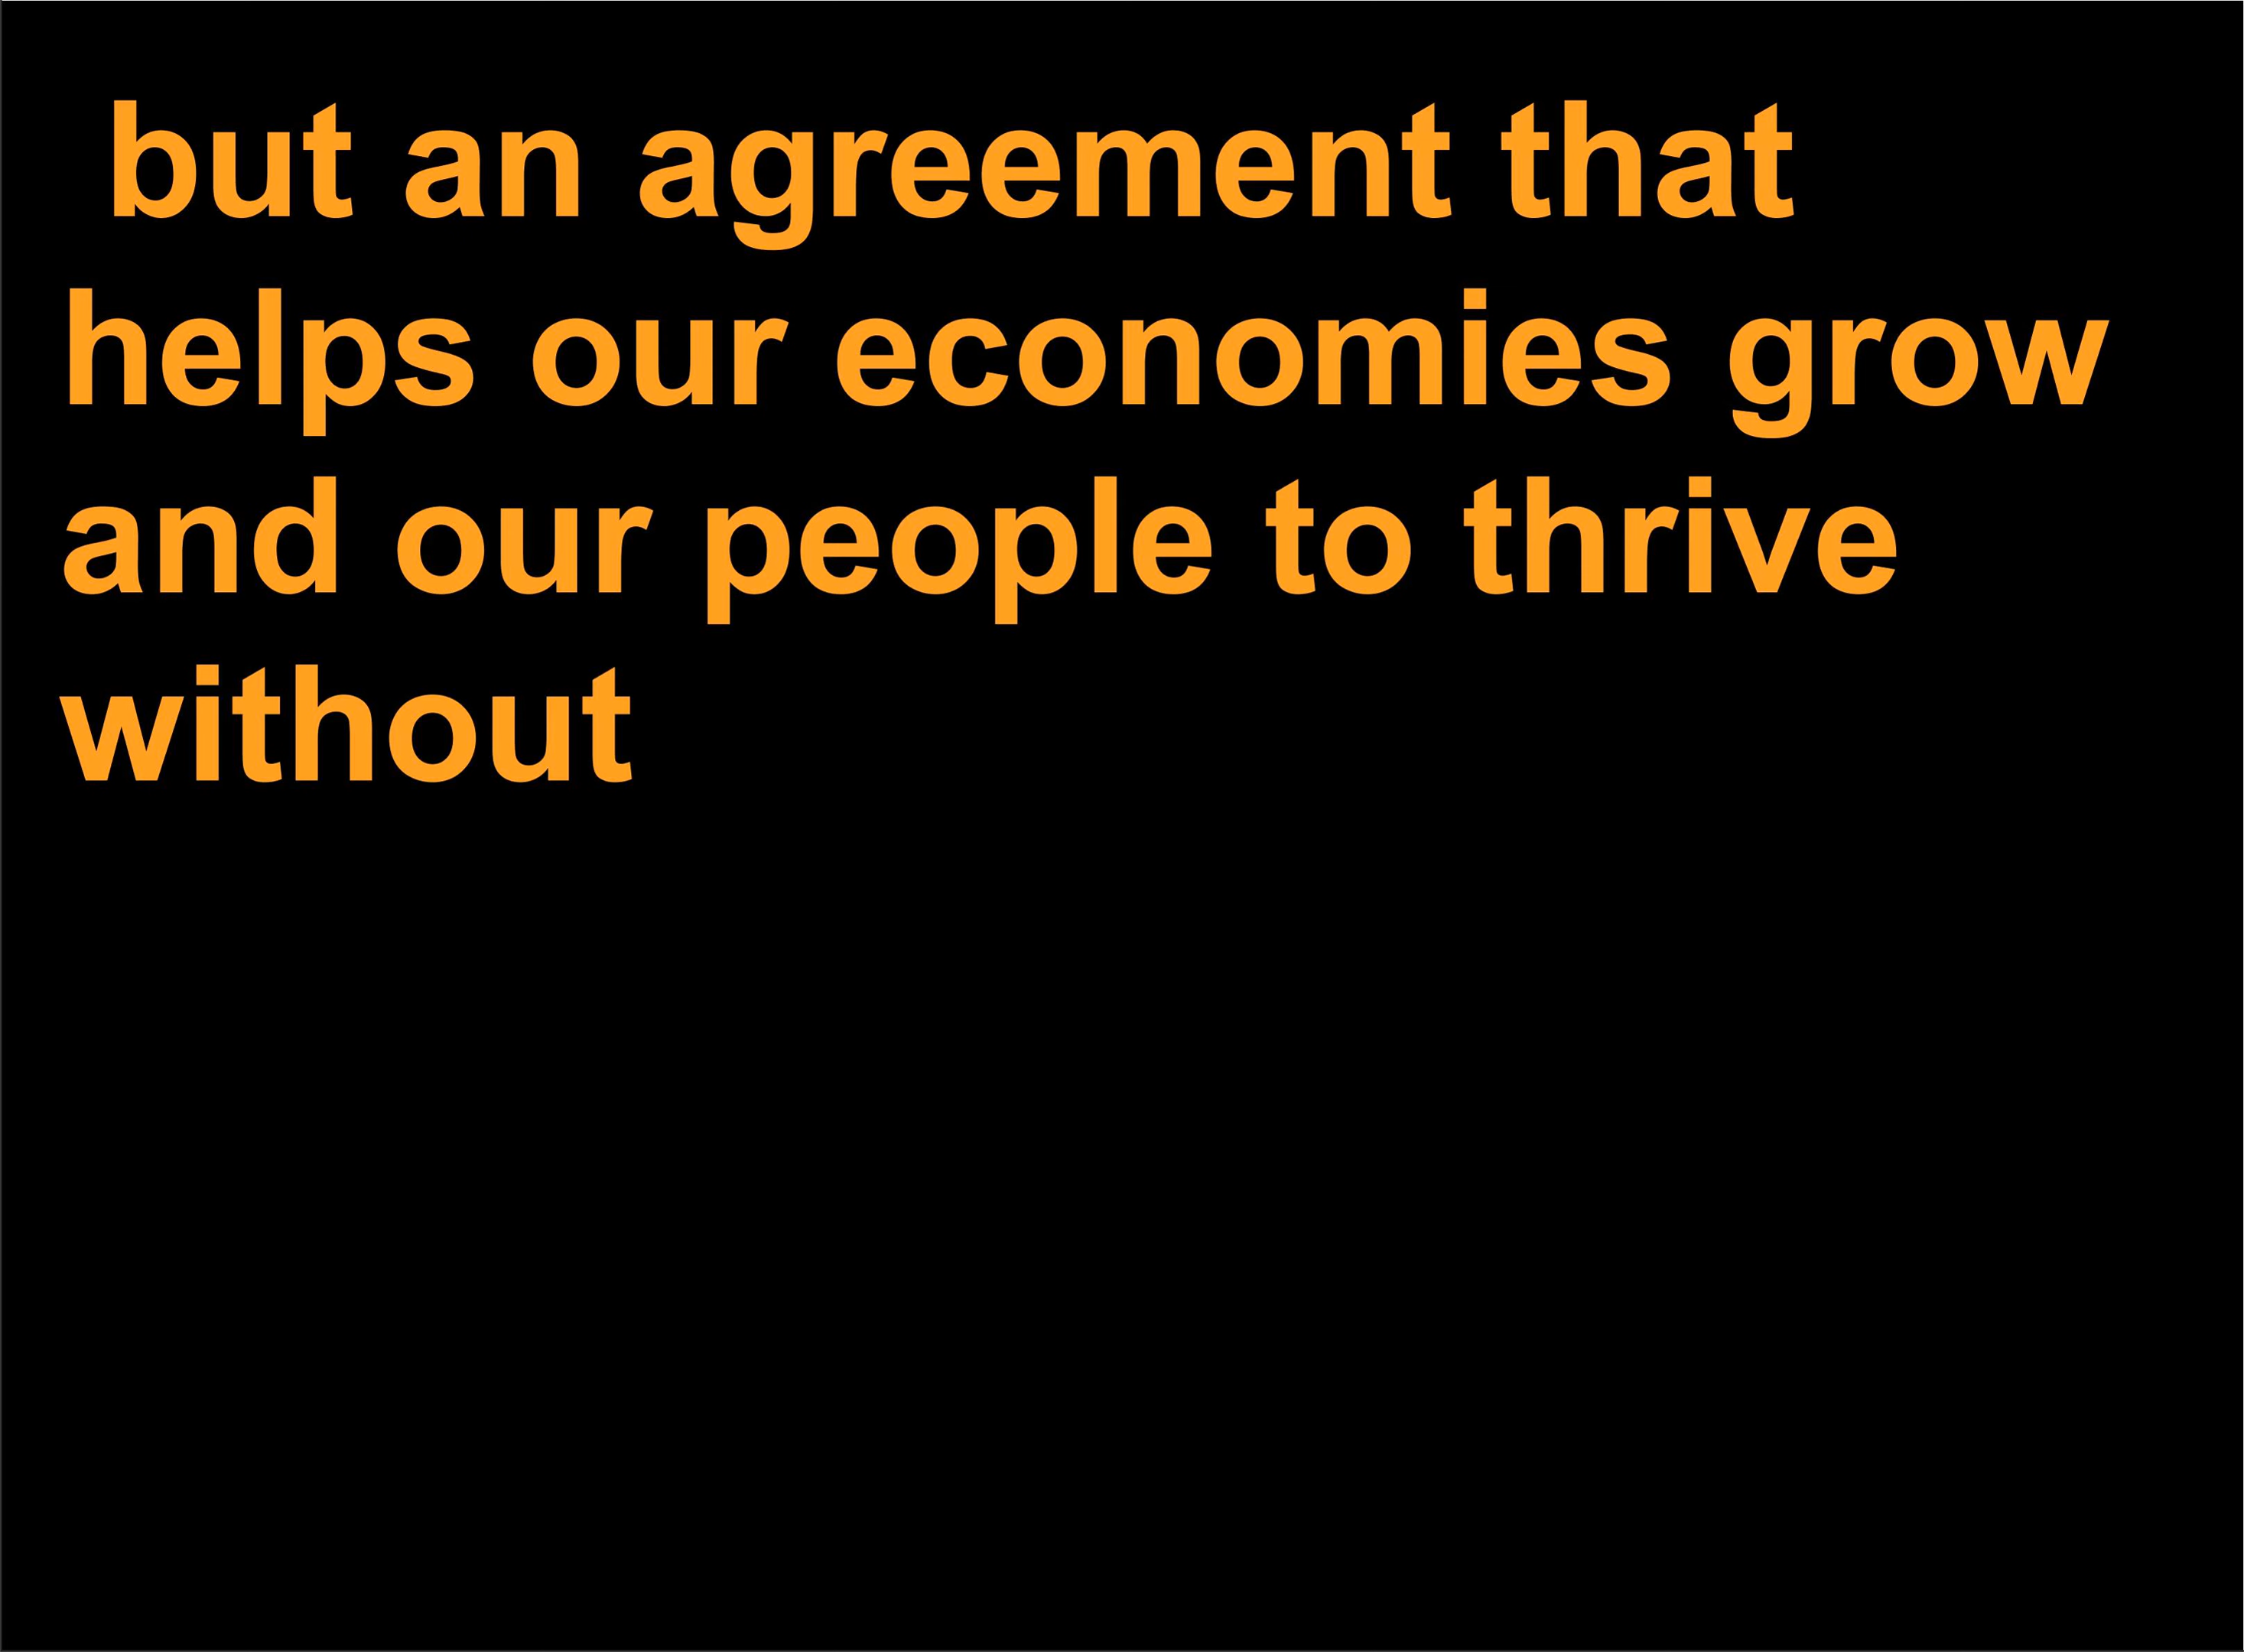 but an agreement that
helps our economies grow
and our people to thrive
without